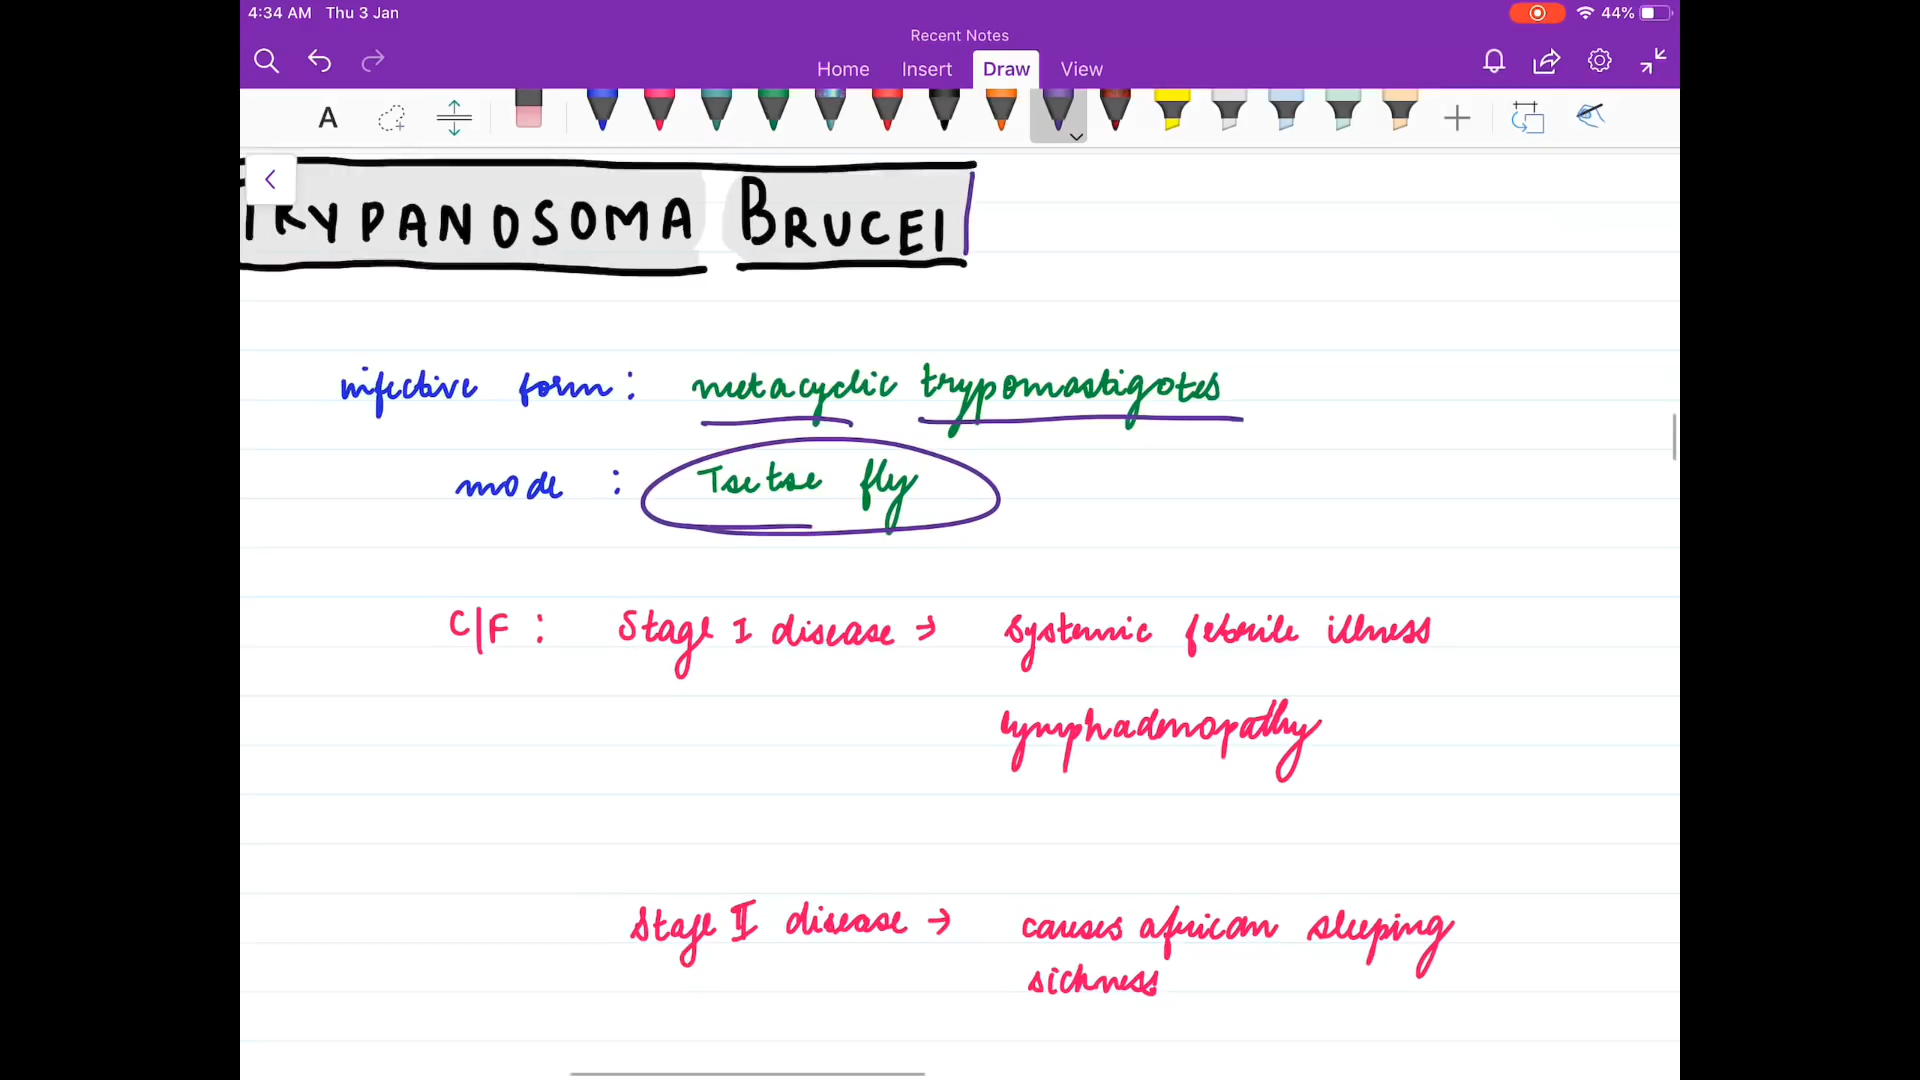 4:34 AM Thu 3 Jan 44%
Recent Notes
Home Insert Draw View
A
TRYPANOSOMA BRUCEI
infective form : metacyclic trypomastigotes
mode : Tsetse fly
C/F : Stage I disease → systemic febrile illness
lymphadenopathy
Stage II disease → causes african sleeping
sickness